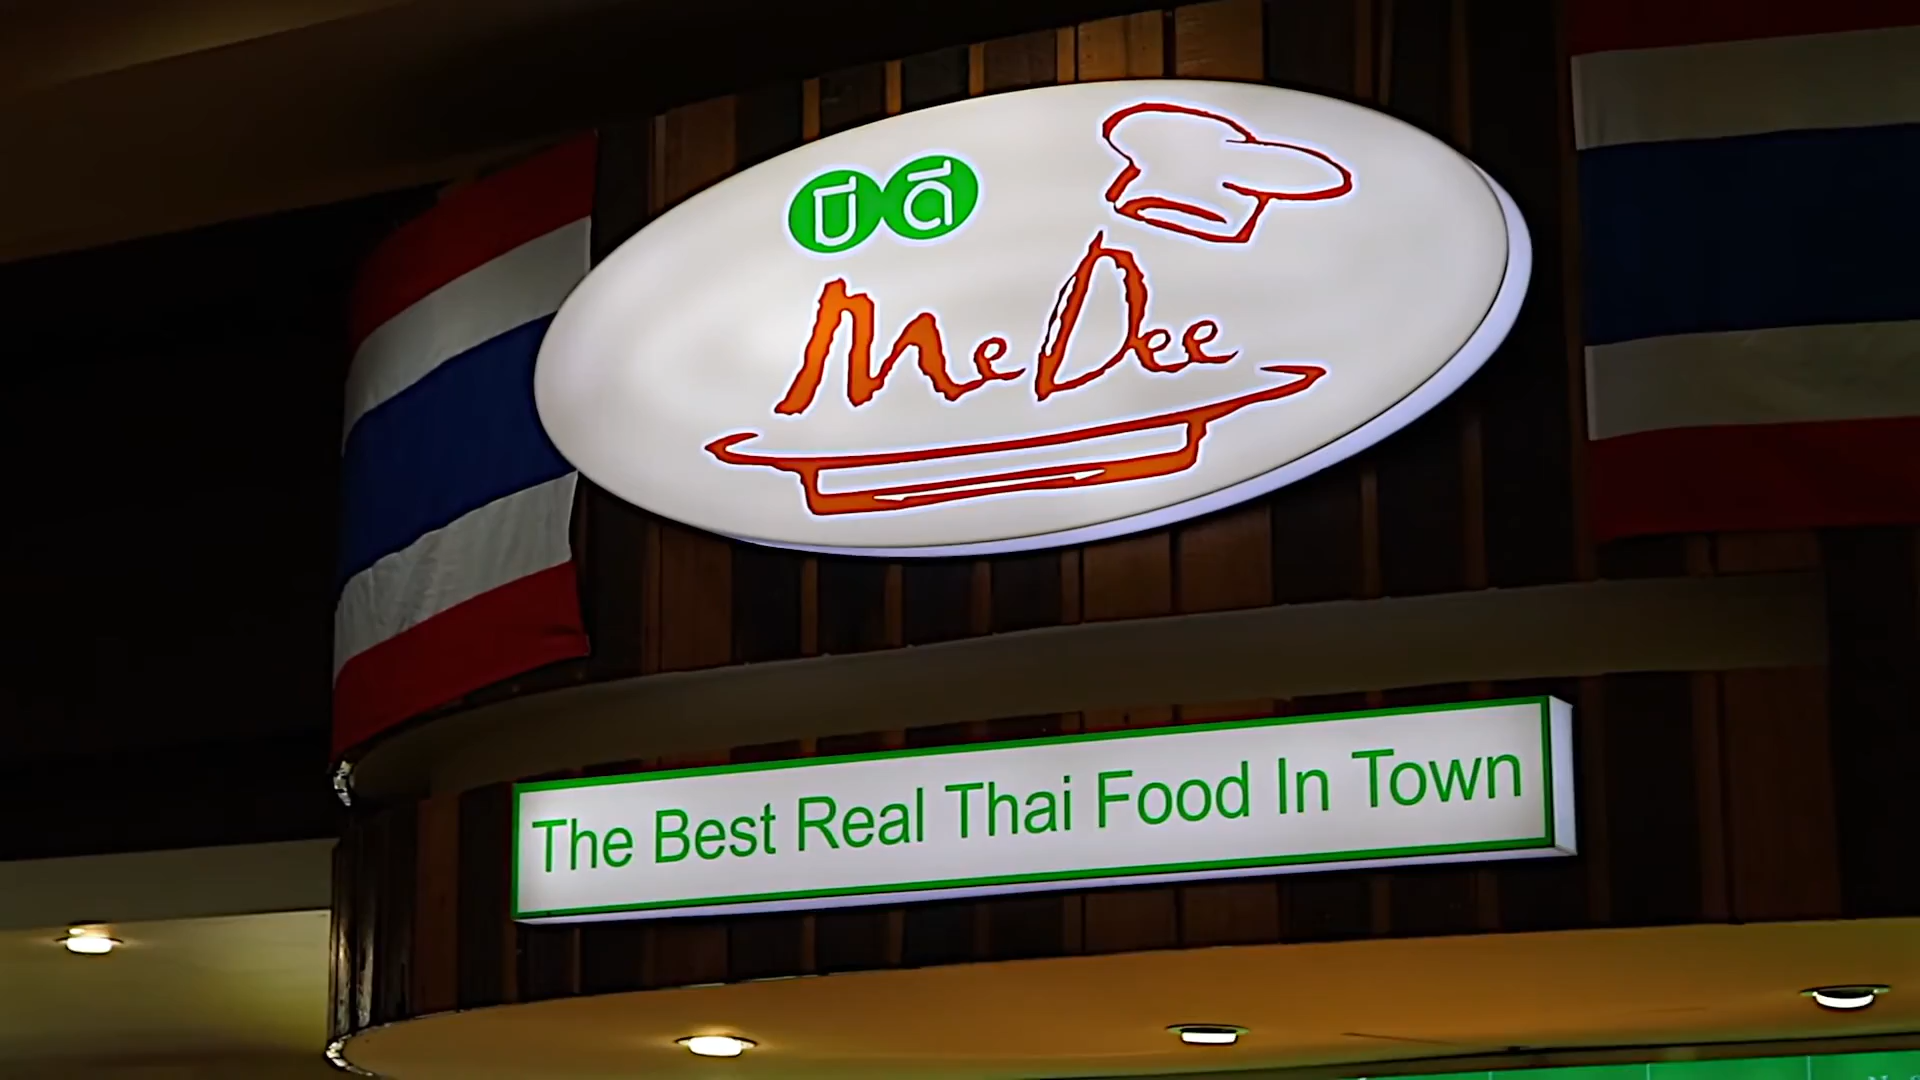 มีดี
MeDee
The Best Real Thai Food In Town